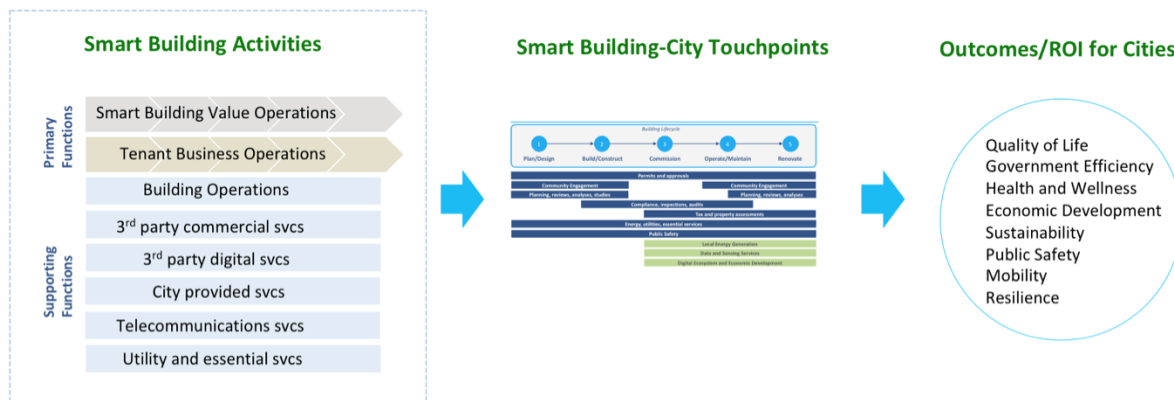 Smart Building Activities
Primary
Functions
Smart Building Value Operations
Tenant Business Operations
Supporting
Functions
Building Operations
3rd party commercial svcs
3rd party digital svcs
City provided svcs
Telecommunications svcs
Utility and essential svcs
Smart Building-City Touchpoints
Building Lifecycle
1 2 3 4 5
Plan/Design Build/Construct Commission Operate/Maintain Renovate
Permits and approvals
Community Engagement Community Engagement
Planning, reviews, analyses, studies Planning, reviews, analyses
Compliance, inspections, audits
Tax and property assessments
Energy, utilities, essential services
Public Safety
Local Energy Generation
Data and Sensing Services
Digital Ecosystem and Economic Development
Outcomes/ROI for Cities
Quality of Life
Government Efficiency
Health and Wellness
Economic Development
Sustainability
Public Safety
Mobility
Resilience